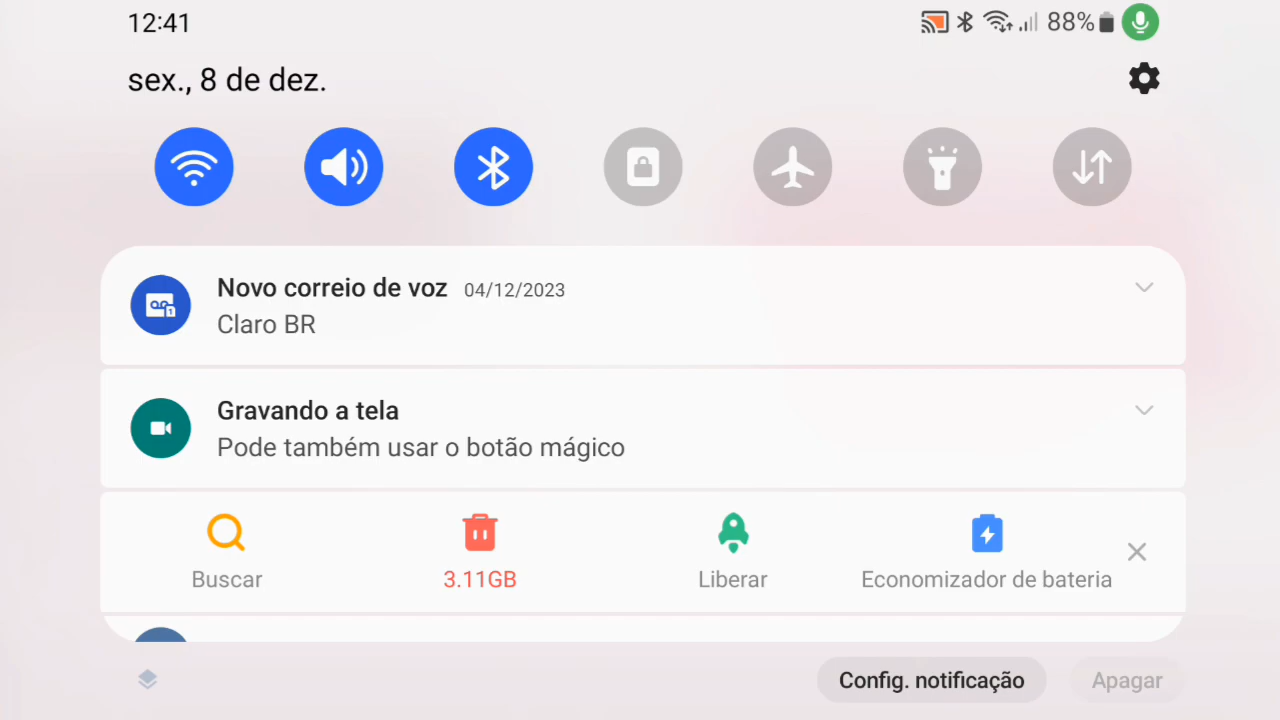 12:41
88%
sex., 8 de dez.
Novo correio de voz 04/12/2023
Claro BR
Gravando a tela
Pode também usar o botão mágico
Buscar
3.11GB
Liberar
Economizador de bateria
Config. notificação
Apagar